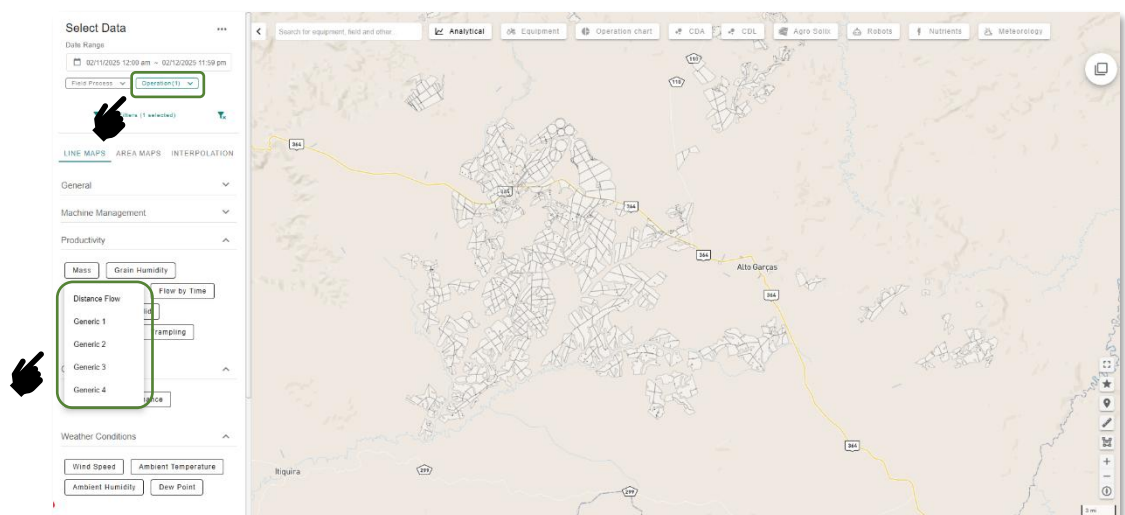 Select Data
Date Range
02/11/2025 12:00 am ~ 02/12/2025 11:59 pm
Field Process
Operation(1)
(1 selected)
LINE MAPS AREA MAPS INTERPOLATION
General
Machine Management
Productivity
Mass Grain Humidity
Distance Flow
Flow by Time
Generic 1
Generic 2
Generic 3
Generic 4
Weather Conditions
Wind Speed Ambient Temperature
Ambient Humidity Dew Point
Search for equipment, field and other...
Analytical Equipment Operation chart CDA CDL Agro Solix Robots Nutrients Meteorology
110
110
364
364
364
Alto Garças
364
364
Itiquira
299
299
3 mi